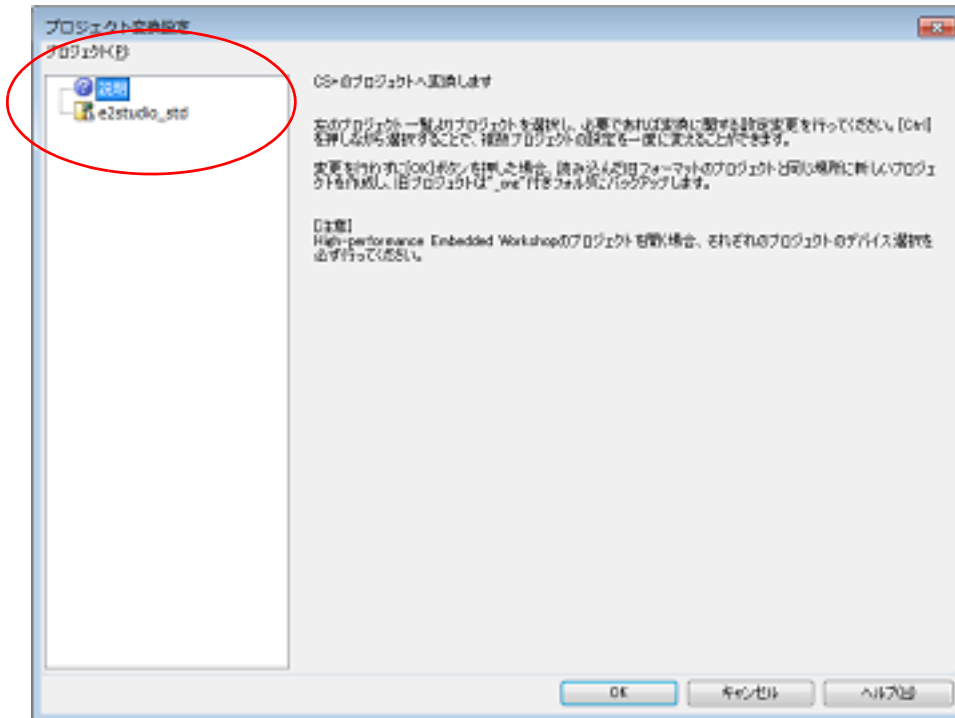 プロジェクト変換設定
プロジェクト(P)
説明
e2studio_std
CS+のプロジェクトへ変換します
左のプロジェクト一覧よりプロジェクトを選択し、必要であれば変換に関する設定変更を行ってください。[Ctrl]
を押しながら選択することで、複数プロジェクトの設定を一度に変えることができます。
変更を行わずに[OK]ボタンを押した場合、読み込んだ旧フォーマットのプロジェクトと同じ場所に新しいプロジェ
クトを作成し、旧プロジェクトは"_org"付きフォルダにバックアップします。
[注意]
High-performance Embedded Workshopのプロジェクトを開く場合、それぞれのプロジェクトのデバイス選択を
必ず行ってください。
OK
キャンセル
ヘルプ(H)